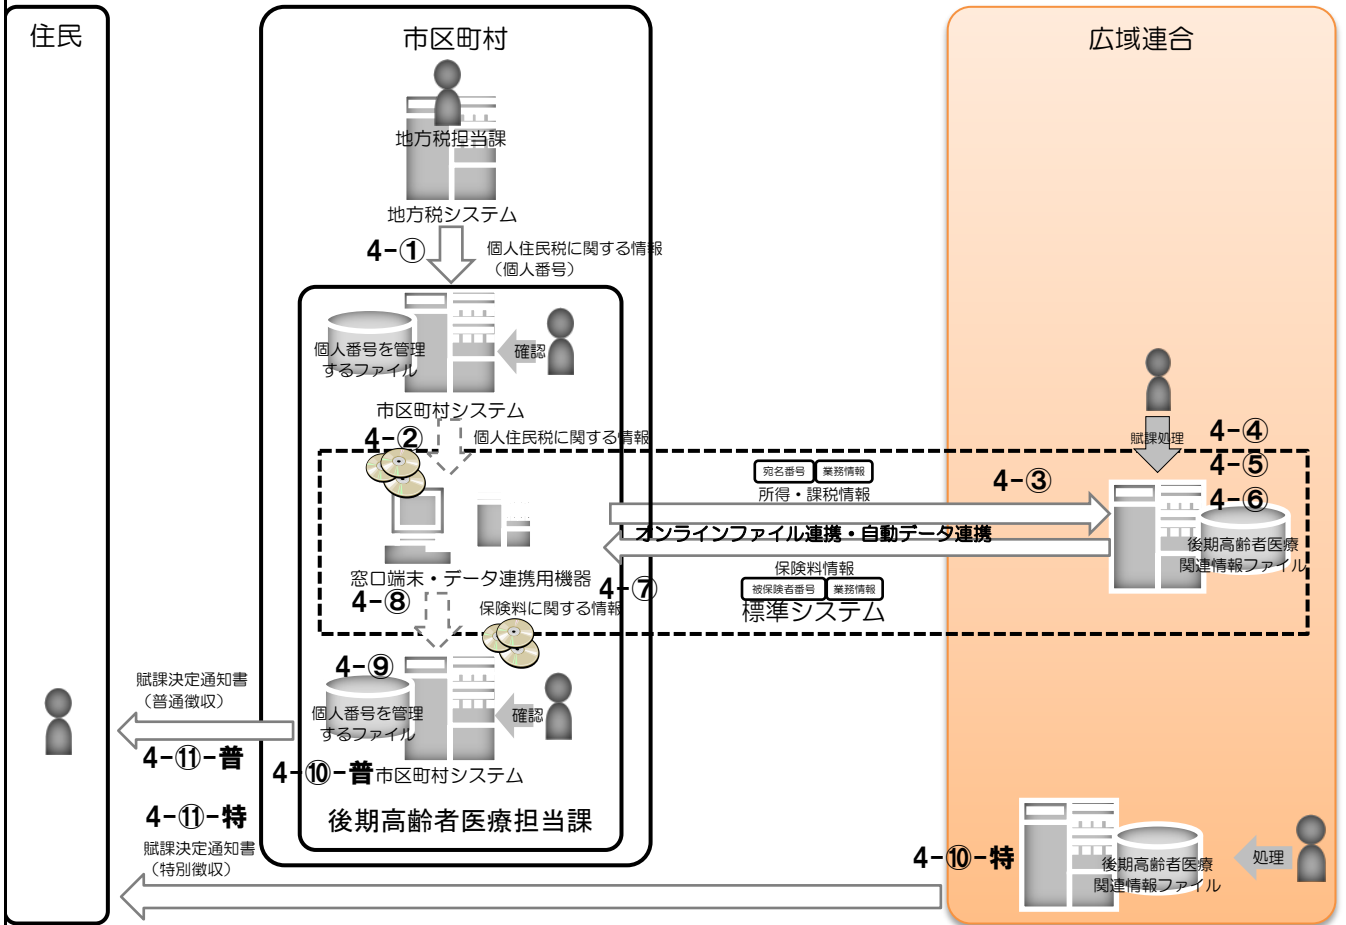 住民
市区町村
広域連合
地方税担当課
地方税システム
4-①
個人住民税に関する情報
（個人番号）
個人番号を管理
するファイル
確認
市区町村システム
4-②
個人住民税に関する情報
宛名番号
業務情報
所得・課税情報
4-③
賦課処理
4-④
4-⑤
4-⑥
オンラインファイル連携・自動データ連携
後期高齢者医療
関連情報ファイル
保険料情報
被保険者番号
業務情報
標準システム
窓口端末・データ連携用機器
4-⑦
4-⑧
保険料に関する情報
4-⑨
個人番号を管理
するファイル
確認
4-⑩-普
市区町村システム
後期高齢者医療担当課
賦課決定通知書
（普通徴収）
4-⑪-普
4-⑪-特
賦課決定通知書
（特別徴収）
4-⑩-特
後期高齢者医療
関連情報ファイル
処理